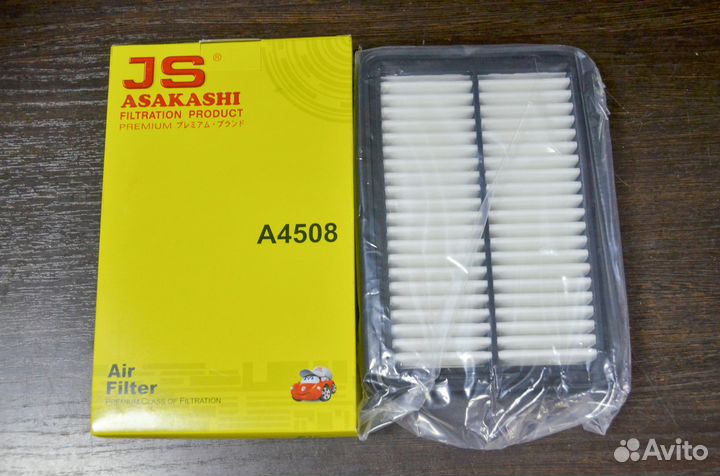 JS ®
ASAKASHI
FILTRATION PRODUCT
PREMIUM プレミアム・ブランド
A4508
Air
Filter
PREMIUM CLASS OF FILTRATION
Avito